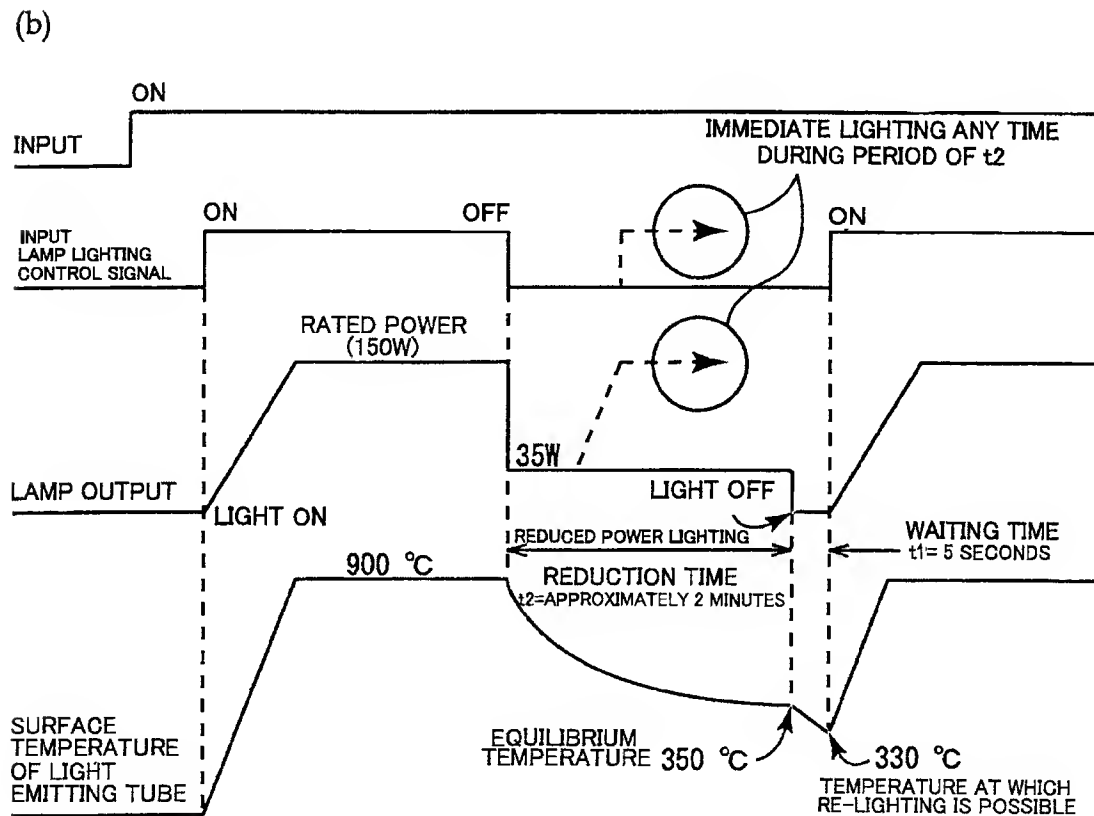 (b)
ON
INPUT
IMMEDIATE LIGHTING ANY TIME
DURING PERIOD OF t2
ON
OFF
ON
INPUT
LAMP LIGHTING
CONTROL SIGNAL
RATED POWER
(150W)
35W
LAMP OUTPUT
LIGHT ON
LIGHT OFF
REDUCED POWER LIGHTING
WAITING TIME
t1= 5 SECONDS
900 °C
REDUCTION TIME
t2=APPROXIMATELY 2 MINUTES
SURFACE
TEMPERATURE
OF LIGHT
EMITTING TUBE
EQUILIBRIUM
TEMPERATURE 350 °C
330 °C
TEMPERATURE AT WHICH
RE-LIGHTING IS POSSIBLE